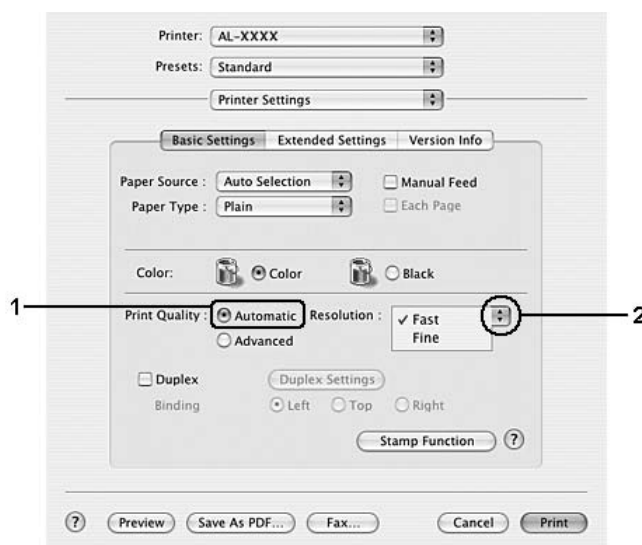 Printer: AL-XXXX
Presets: Standard
Printer Settings
Basic Settings Extended Settings Version Info
Paper Source : Auto Selection Manual Feed
Paper Type : Plain Each Page
Color: Color Black
1 Print Quality : Automatic Resolution : ✓ Fast 2
Advanced Fine
Duplex Duplex Settings
Binding Left Top Right
Stamp Function ?
? Preview Save As PDF... Fax... Cancel Print